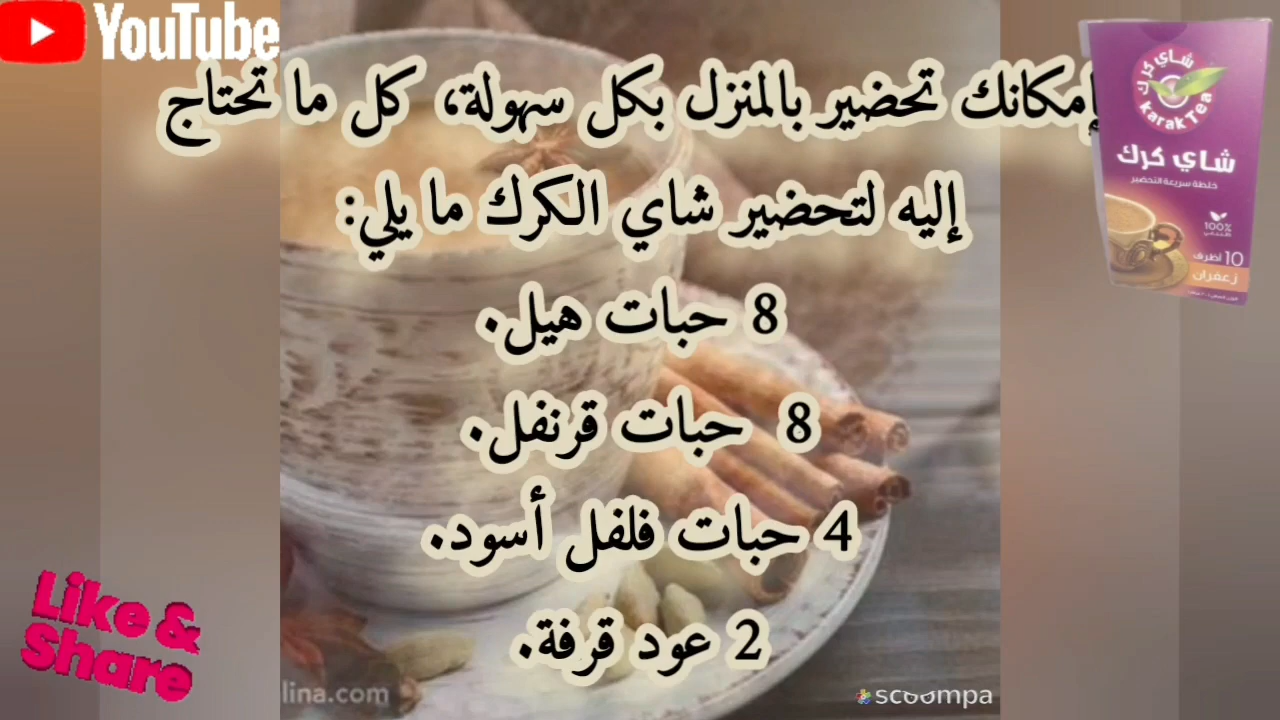 YouTube
إمكانك تحضير بالمنزل بكل سهولة، كل ما تحتاج
إليه لتحضير شاي الكرك ما يلي:
8 حبات هيل.
8 حبات قرنفل.
4 حبات فلفل أسود.
2 عود قرفة.
شاي كرك
Karak Tea
شاي كرك
خلطة سريعة التحضير
100%
10 أظرف
زعفران
Like &
Share
lina.com
scoompa